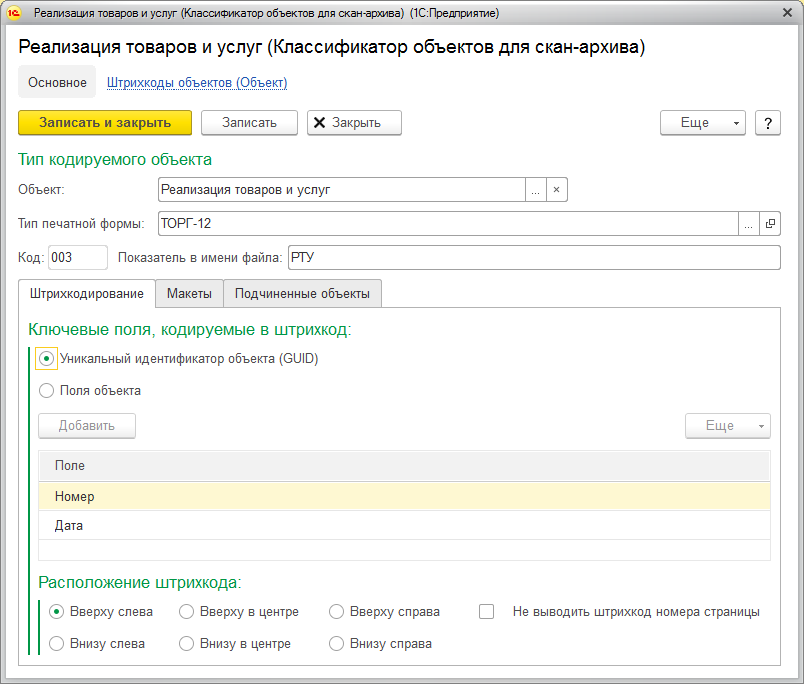 Реализация товаров и услуг (Классификатор объектов для скан-архива) (1С:Предприятие)
Реализация товаров и услуг (Классификатор объектов для скан-архива)
Основное Штрихкоды объектов (Объект)
Записать и закрыть Записать Закрыть Еще ?
Тип кодируемого объекта
Объект: Реализация товаров и услуг ... ×
Тип печатной формы: ТОРГ-12 ...
Код: 003 Показатель в имени файла: РТУ
Штрихкодирование Макеты Подчиненные объекты
Ключевые поля, кодируемые в штрихкод:
Уникальный идентификатор объекта (GUID)
Поля объекта
Добавить Еще
Поле
Номер
Дата
Расположение штрихкода:
Вверху слева Вверху в центре Вверху справа Не выводить штрихкод номера страницы
Внизу слева Внизу в центре Внизу справа